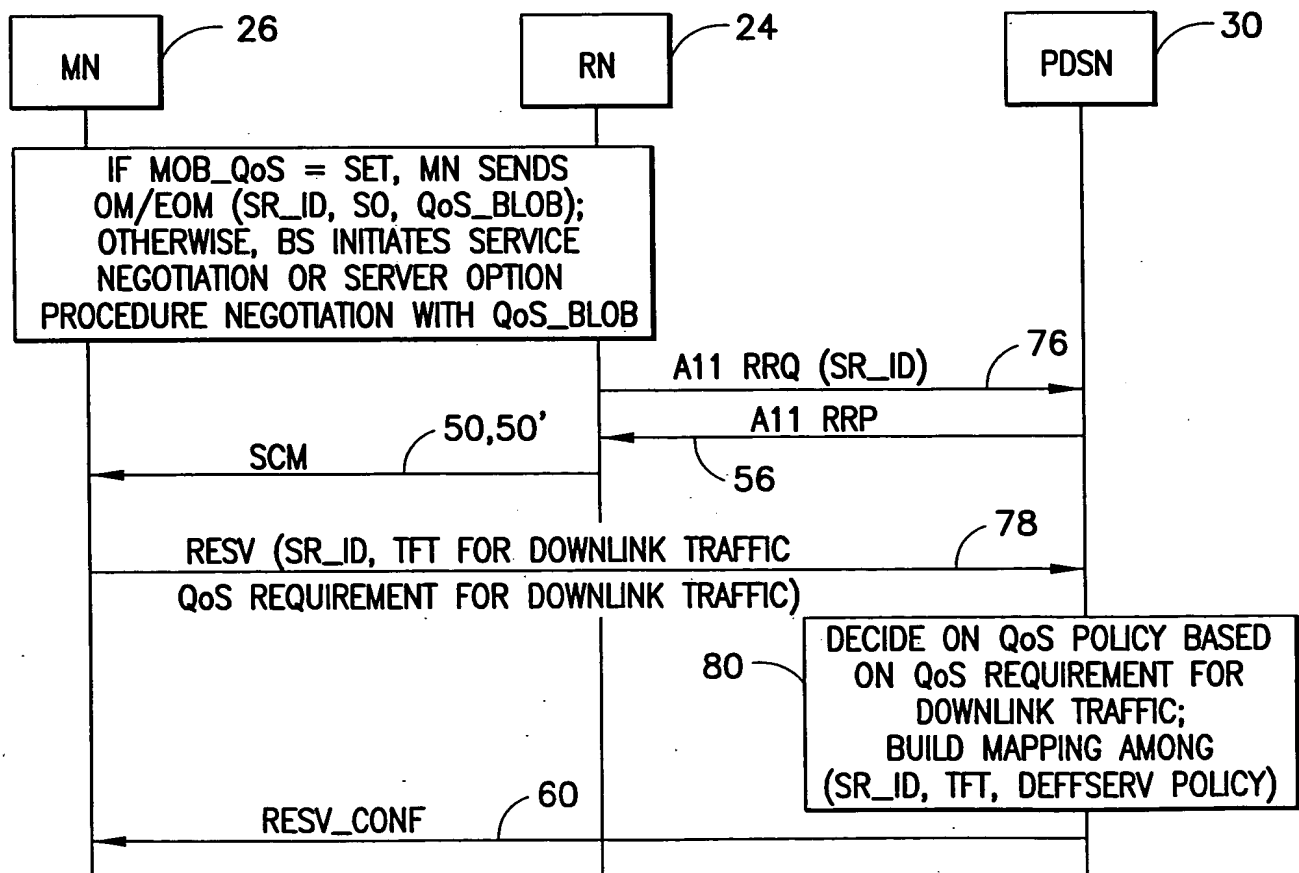 26
24
30
MN
RN
PDSN
IF MOB_QoS = SET, MN SENDS
OM/EOM (SR_ID, SO, QoS_BLOB);
OTHERWISE, BS INITIATES SERVICE
NEGOTIATION OR SERVER OPTION
PROCEDURE NEGOTIATION WITH QoS_BLOB
A11 RRQ (SR_ID)
76
A11 RRP
56
50,50'
SCM
RESV (SR_ID, TFT FOR DOWNLINK TRAFFIC
QoS REQUIREMENT FOR DOWNLINK TRAFFIC)
78
80
DECIDE ON QoS POLICY BASED
ON QoS REQUIREMENT FOR
DOWNLINK TRAFFIC;
BUILD MAPPING AMONG
(SR_ID, TFT, DEFFSERV POLICY)
RESV_CONF
60